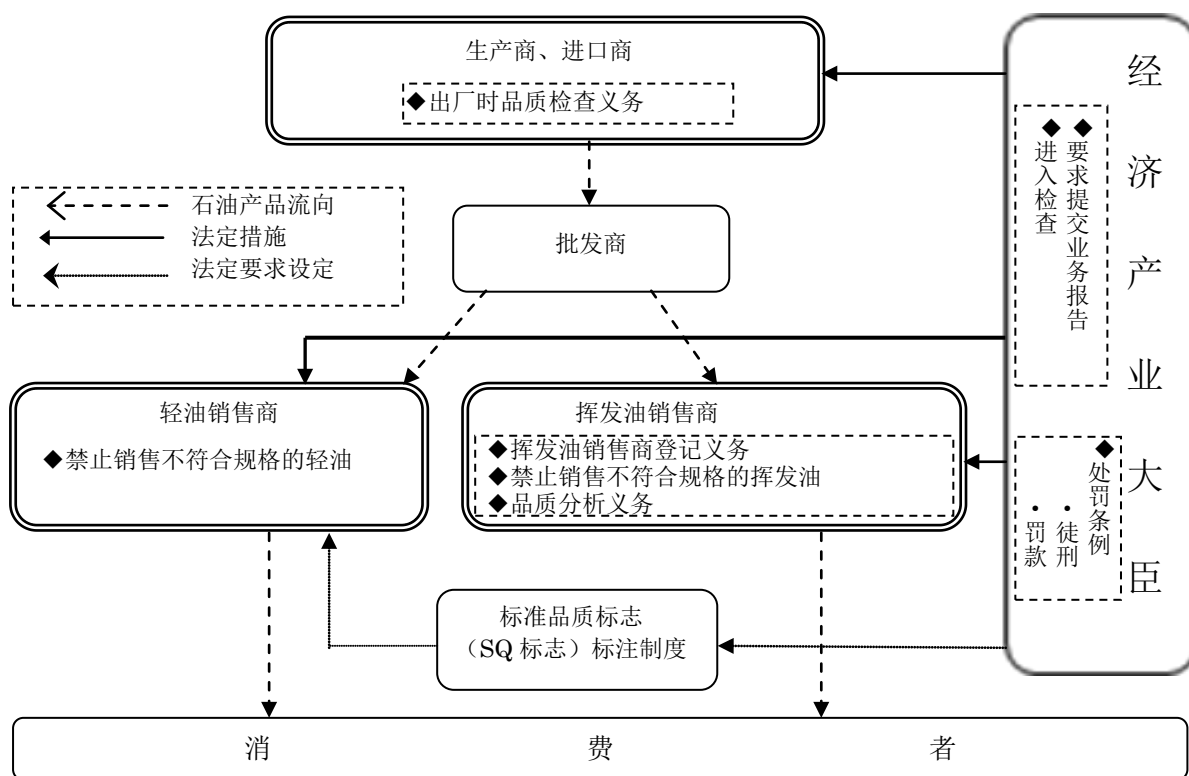 生产商、进口商
◆出厂时品质检查义务
石油产品流向
法定措施
法定要求设定
批发商
轻油销售商
◆禁止销售不符合规格的轻油
挥发油销售商
◆挥发油销售商登记义务
◆禁止销售不符合规格的挥发油
◆品质分析义务
标准品质标志
（SQ 标志）标注制度
经济产业大臣
◆要求提交业务报告
◆进入检查
◆处罚条例
・徒刑
・罚款
消费者